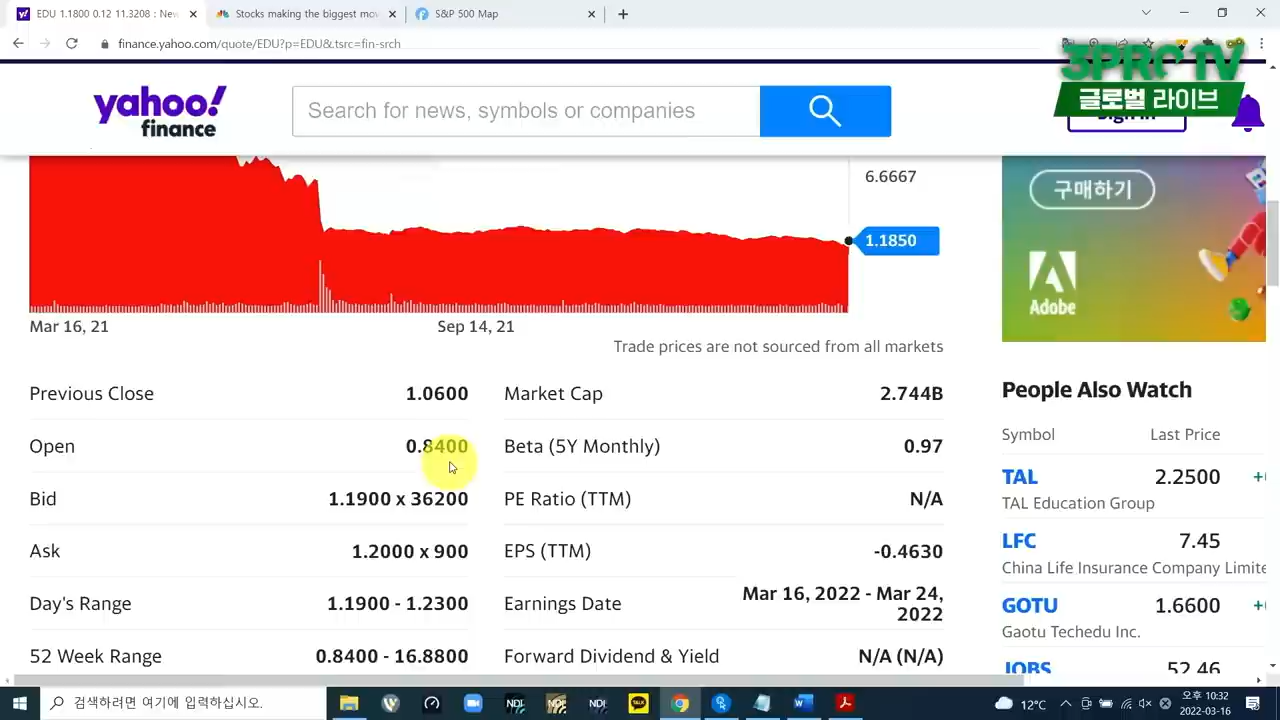 EDU 1.1800 0.12 11.3208 : New
Stocks making the biggest mov
S&P 500 Map
finance.yahoo.com/quote/EDU?p=EDU&.tsrc=fin-srch
3PRO TV
글로벌 라이브
yahoo!
finance
Search for news, symbols or companies
Sign in
6.6667
1.1850
Mar 16, 21
Sep 14, 21
Trade prices are not sourced from all markets
구매하기
Adobe
Previous Close 1.0600
Open 0.8400
Bid 1.1900 x 36200
Ask 1.2000 x 900
Day's Range 1.1900 - 1.2300
52 Week Range 0.8400 - 16.8800
Market Cap 2.744B
Beta (5Y Monthly) 0.97
PE Ratio (TTM) N/A
EPS (TTM) -0.4630
Earnings Date Mar 16, 2022 - Mar 24,
2022
Forward Dividend & Yield N/A (N/A)
People Also Watch
Symbol Last Price
TAL 2.2500
TAL Education Group
LFC 7.45
China Life Insurance Company Limite
GOTU 1.6600
Gaotu Techedu Inc.
JOBS 52.46
검색하려면 여기에 입력하십시오.
12°C
오후 10:32
2022-03-16